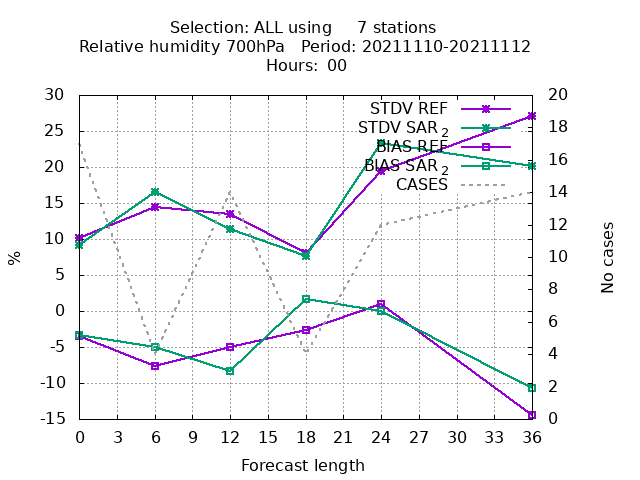 Selection: ALL using     7 stations
Relative humidity 700hPa   Period: 20211110-20211112
Hours: 00
30
25
20
15
10
5
0
-5
-10
-15
%
STDV REF
STDV SAR 2
BIAS REF
BIAS SAR 2
CASES
20
18
16
14
12
10
8
6
4
2
0
No cases
0 3 6 9 12 15 18 21 24 27 30 33 36
Forecast length